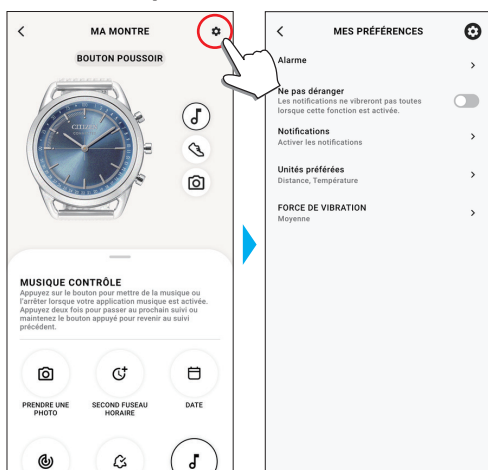 MA MONTRE
BOUTON POUSSOIR
CITIZEN
MUSIQUE CONTRÔLE
Appuyez sur le bouton pour mettre de la musique ou
l'arrêter lorsque votre application musique est activée.
Appuyez deux fois pour passer au prochain suivi ou
maintenez le bouton appuyé pour revenir au suivi
précédent.
PRENDRE UNE
PHOTO
SECOND FUSEAU
HORAIRE
DATE
MES PRÉFÉRENCES
Alarme
Ne pas déranger
Les notifications ne vibreront pas toutes
lorsque cette fonction est activée.
Notifications
Activer les notifications
Unités préférées
Distance, Température
FORCE DE VIBRATION
Moyenne